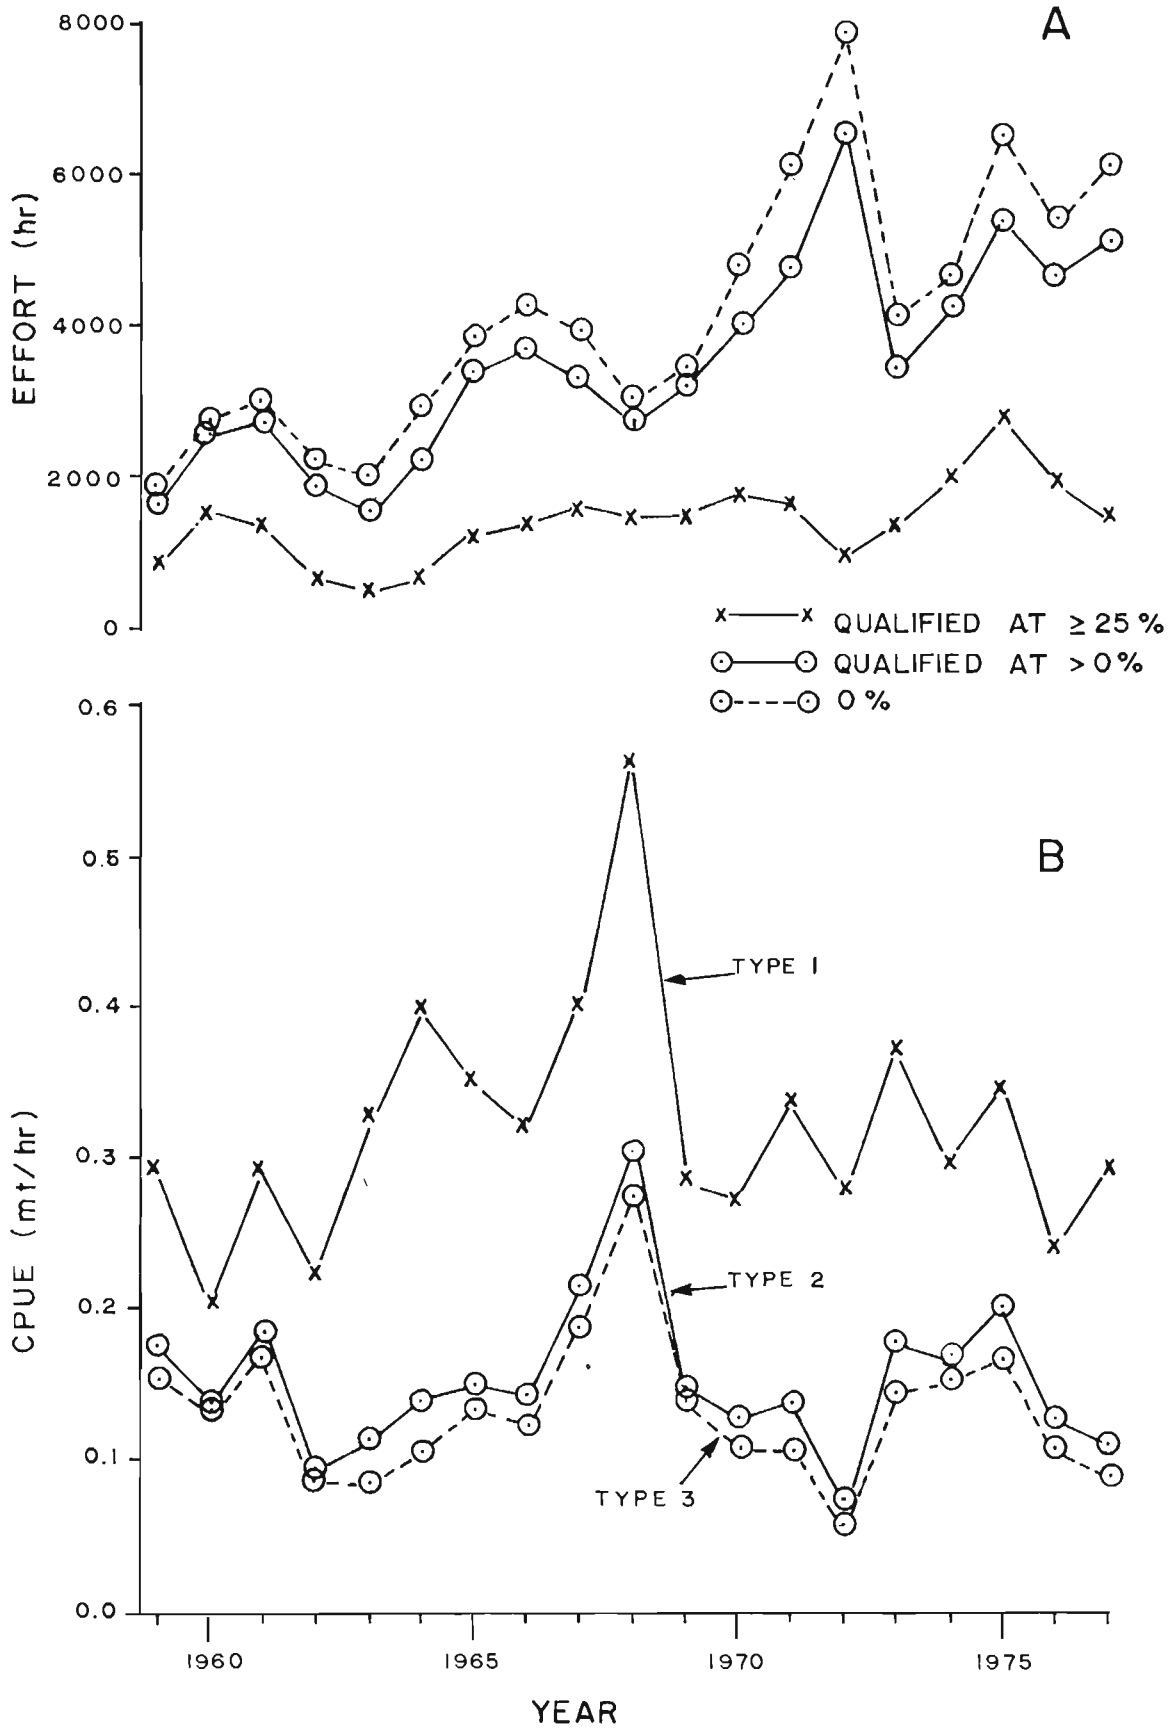 A
8000
6000
4000
2000
0
EFFORT (hr)
x x QUALIFIED AT ≥ 25 %
QUALIFIED AT > 0 %
0 %
B
0.6
0.5
0.4
0.3
0.2
0.1
0.0
CPUE (mt/hr)
TYPE 1
TYPE 2
TYPE 3
1960 1965 1970 1975
YEAR